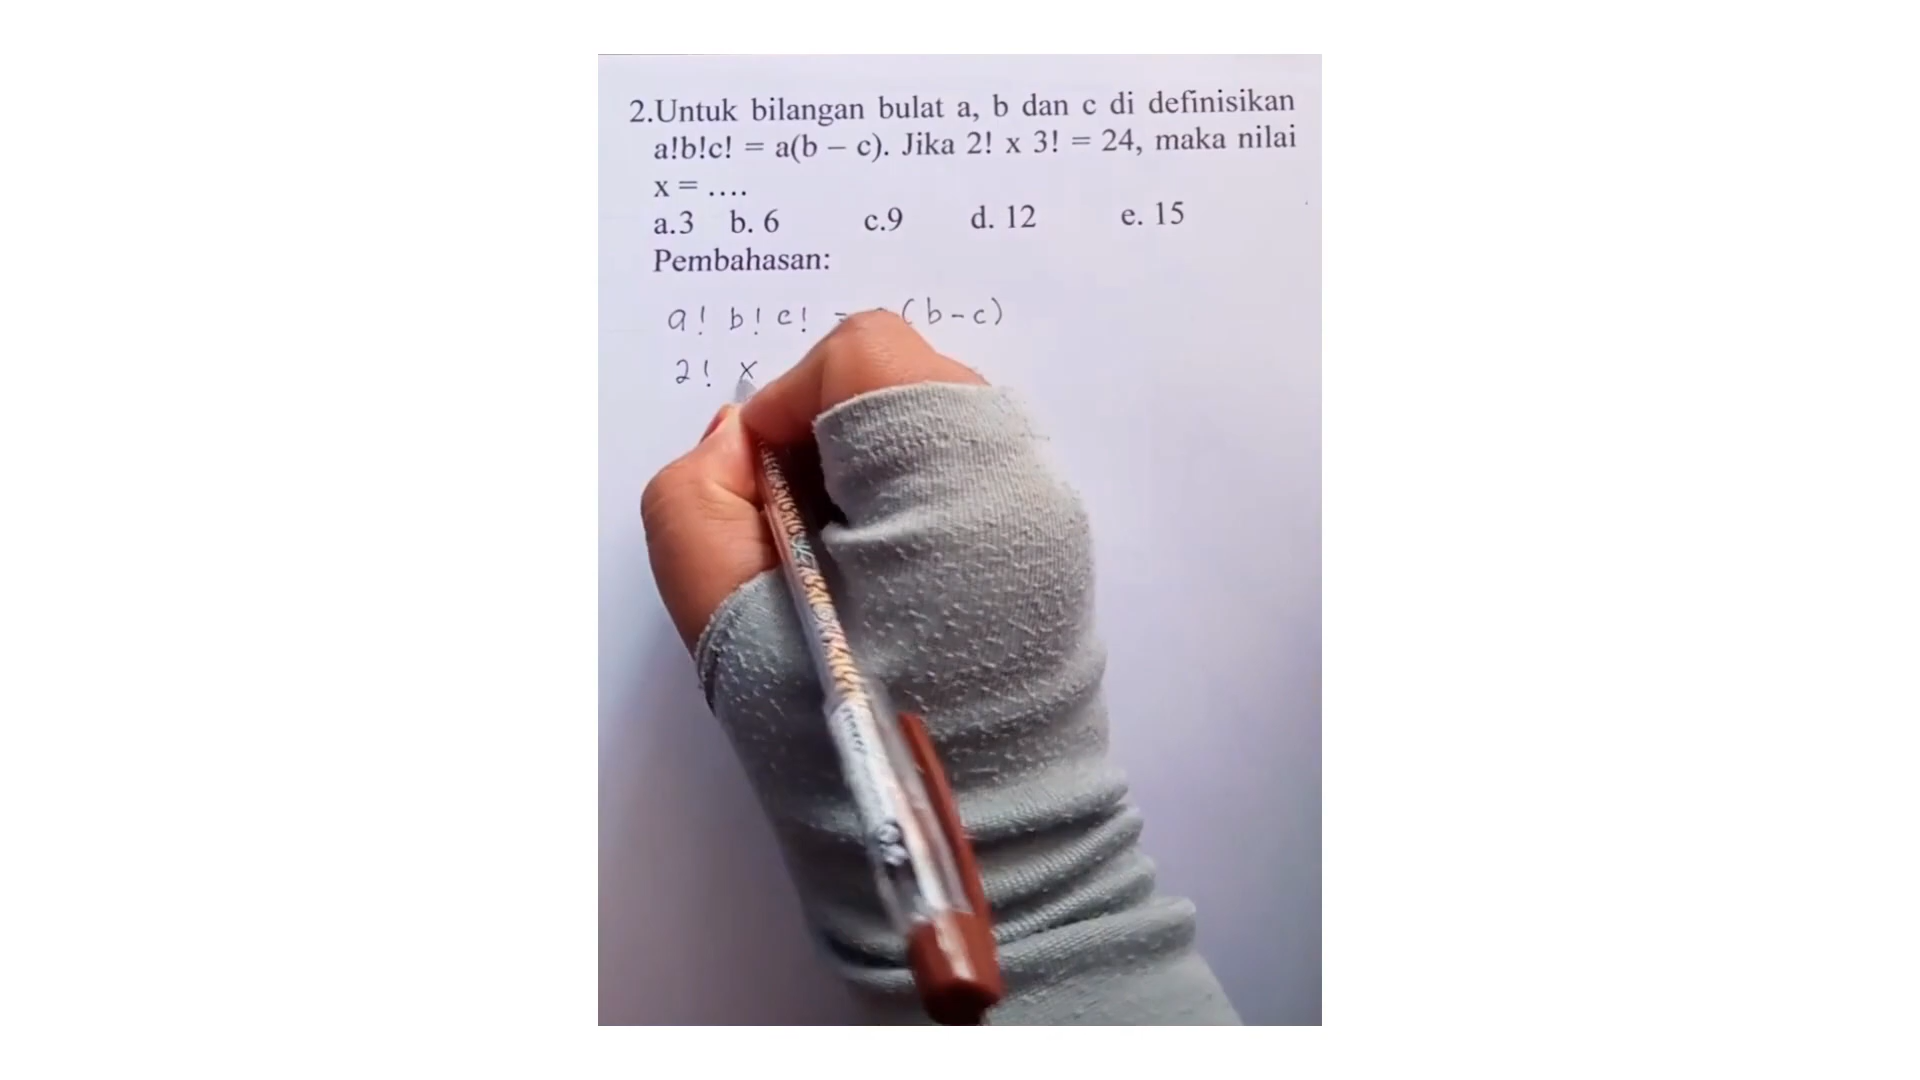 2.Untuk bilangan bulat a, b dan c di definisikan
a!b!c! = a(b – c). Jika 2! x 3! = 24, maka nilai
x = ....
a.3 b. 6 c.9 d. 12 e. 15
Pembahasan:
a! b! c! = (b - c)
2! x